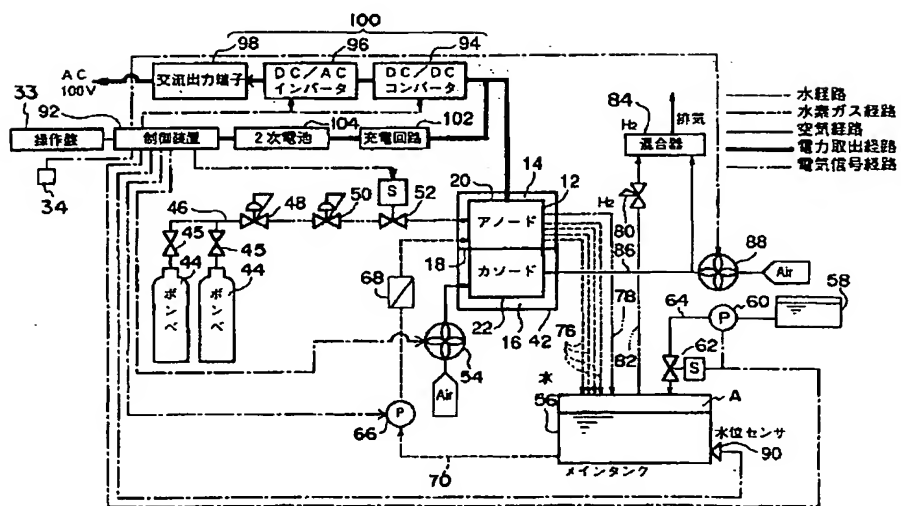 100
98
96
94
AC
100V
交流出力端子
DC/AC
インバータ
DC/DC
コンバータ
33
92
104
102
操作盤
制御装置
2次電池
充電回路
34
84
排気
H2
混合器
水経路
水素ガス経路
空気経路
電力取出経路
電気信号経路
14
20
12
S
52
46
48
50
H2
80
アノード
86
88
45
45
18
カソード
Air
44
44
68
ボンベ
ボンベ
22
16
42
78
82
76
64
60
58
P
62
S
54
Air
水
56
A
P
66
水位センサ
90
70
メインタンク